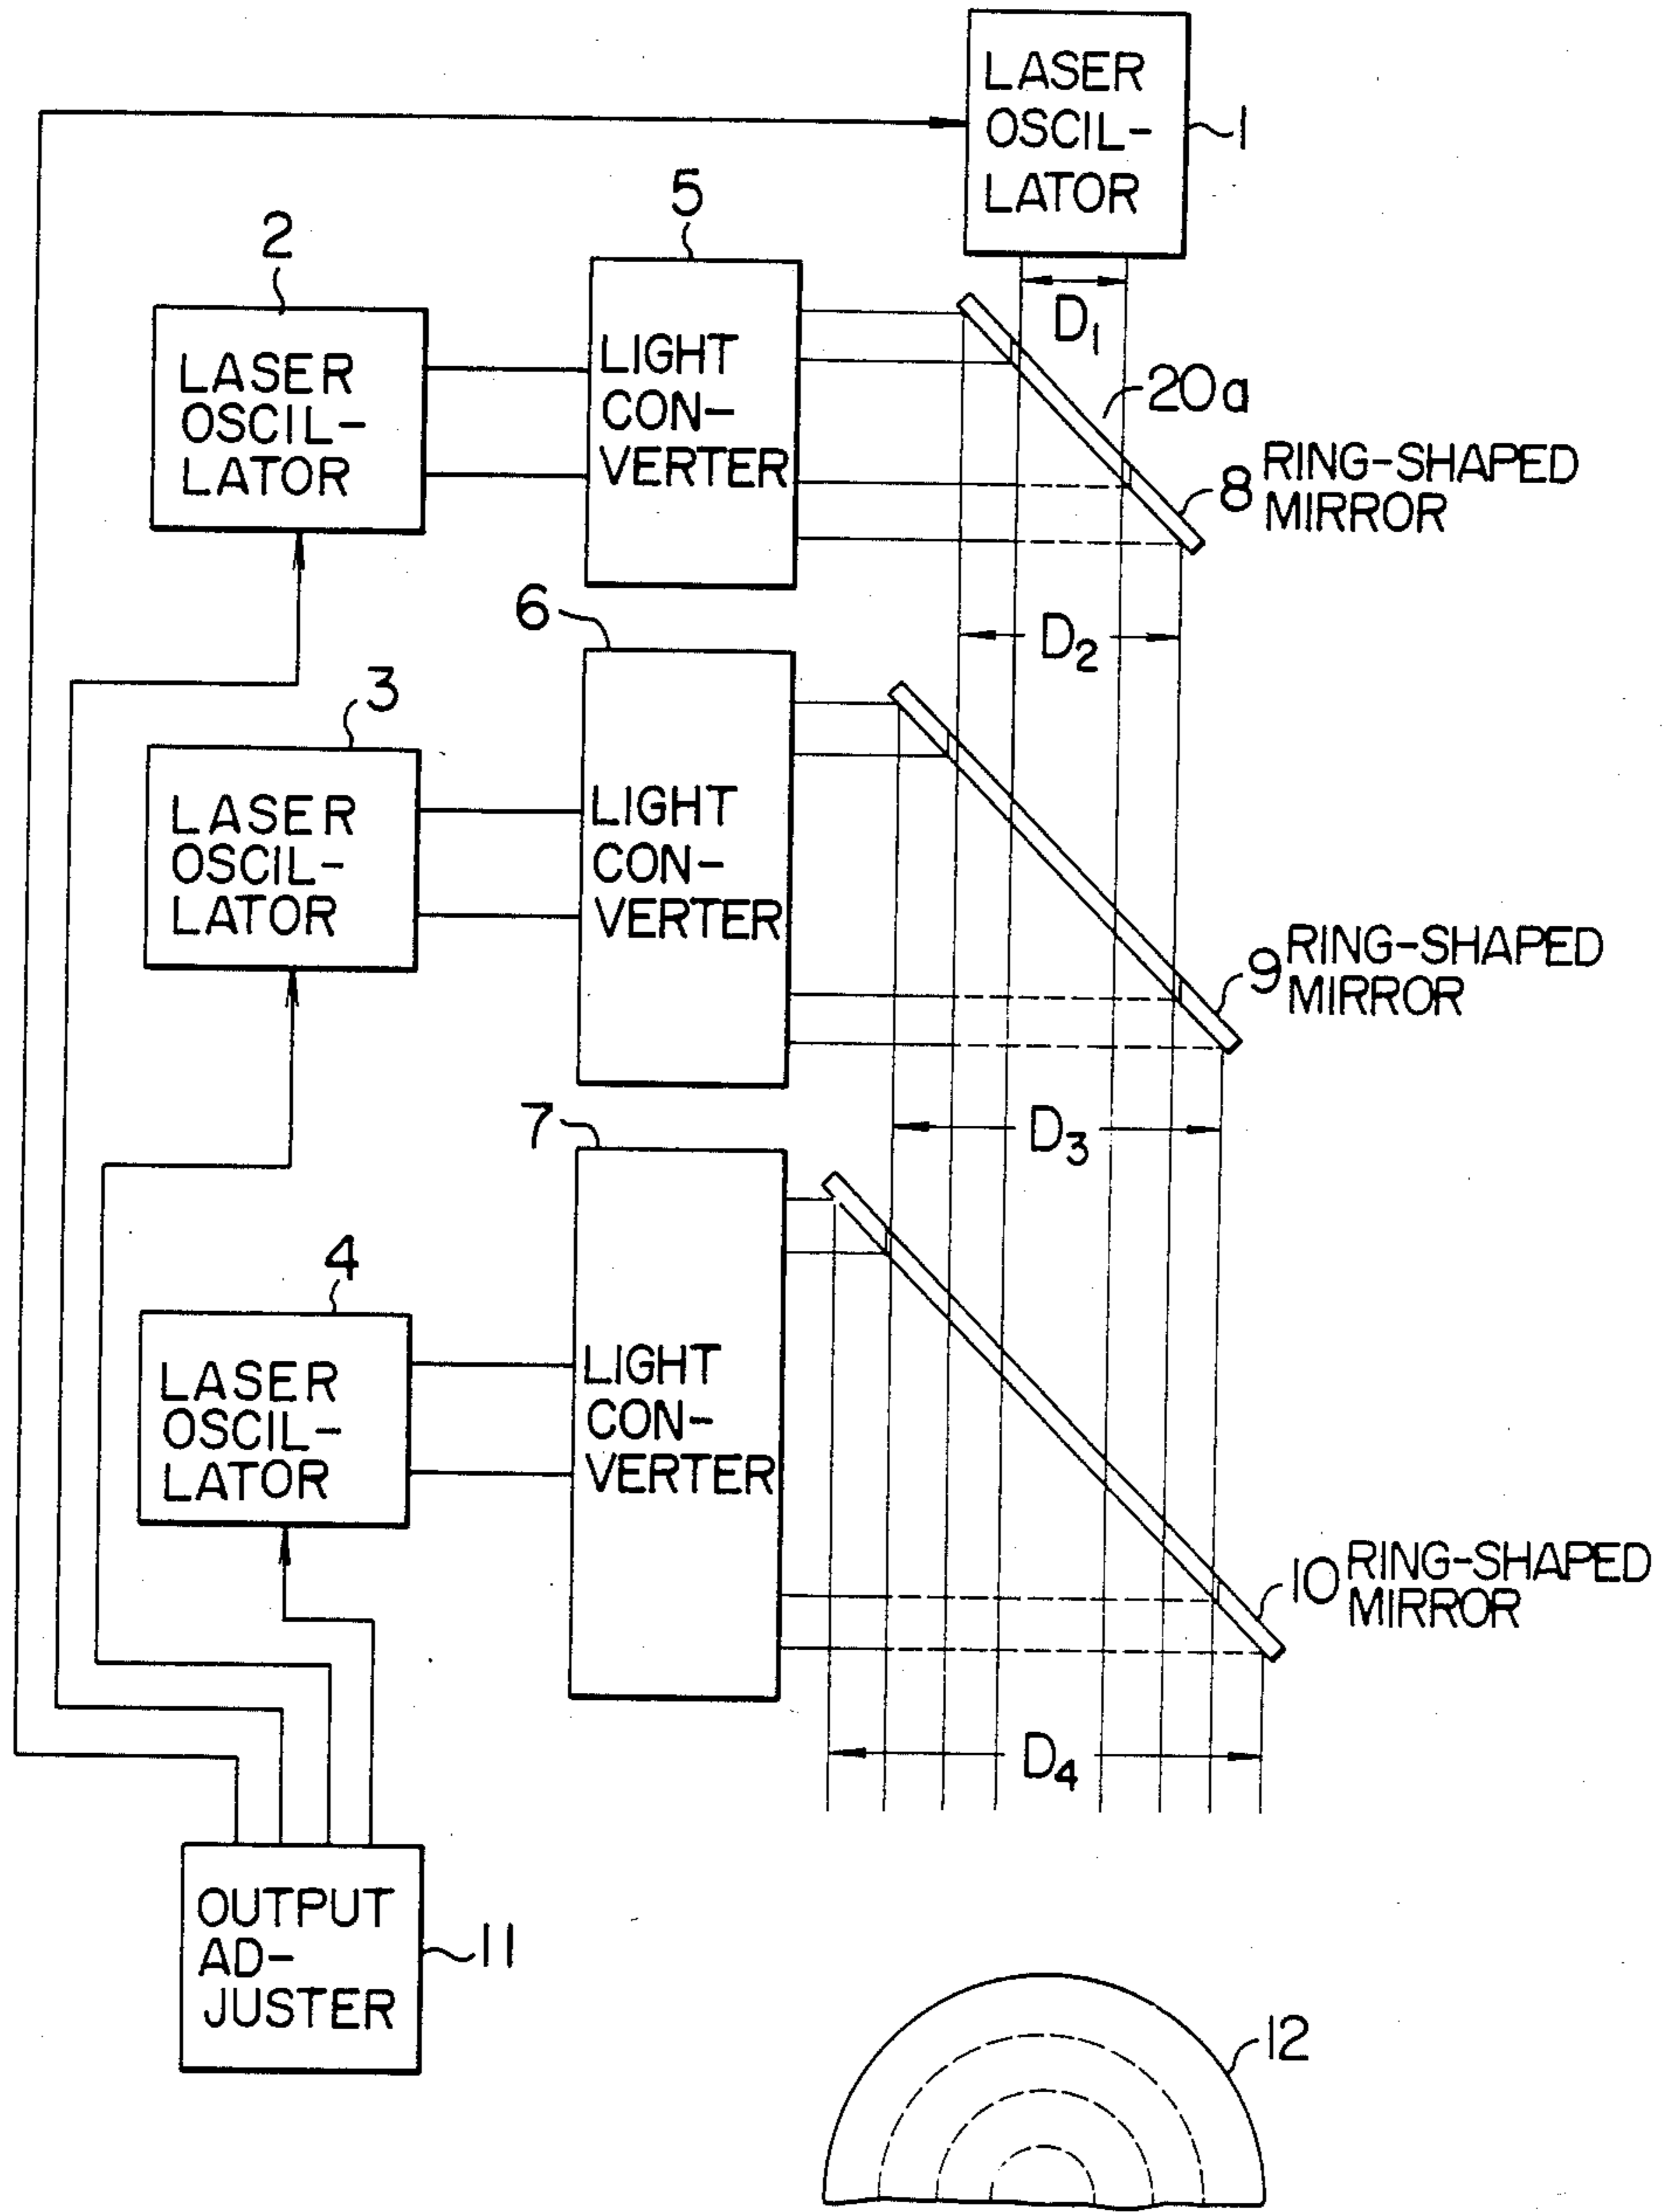 LASER
OSCIL-
LATOR
1
5
2
D1
LIGHT
CON-
VERTER
LASER
OSCIL-
LATOR
20a
8 RING-SHAPED
MIRROR
6
D2
3
LIGHT
CON-
VERTER
LASER
OSCIL-
LATOR
9 RING-SHAPED
MIRROR
7
D3
4
LIGHT
CON-
VERTER
LASER
OSCIL-
LATOR
10 RING-SHAPED
MIRROR
D4
OUTPUT
AD-
JUSTER
11
12